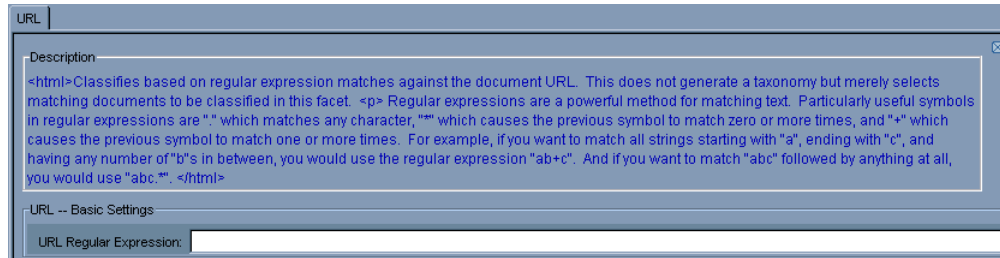 URL
Description
<html>Classifies based on regular expression matches against the document URL.  This does not generate a taxonomy but merely selects
matching documents to be classified in this facet.  <p> Regular expressions are a powerful method for matching text.  Particularly useful symbols
in regular expressions are "." which matches any character, "*" which causes the previous symbol to match zero or more times, and "+" which
causes the previous symbol to match one or more times.  For example, if you want to match all strings starting with "a", ending with "c", and
having any number of "b"s in between, you would use the regular expression "ab+c".  And if you want to match "abc" followed by anything at all,
you would use "abc.*". </html>
URL -- Basic Settings
URL Regular Expression: